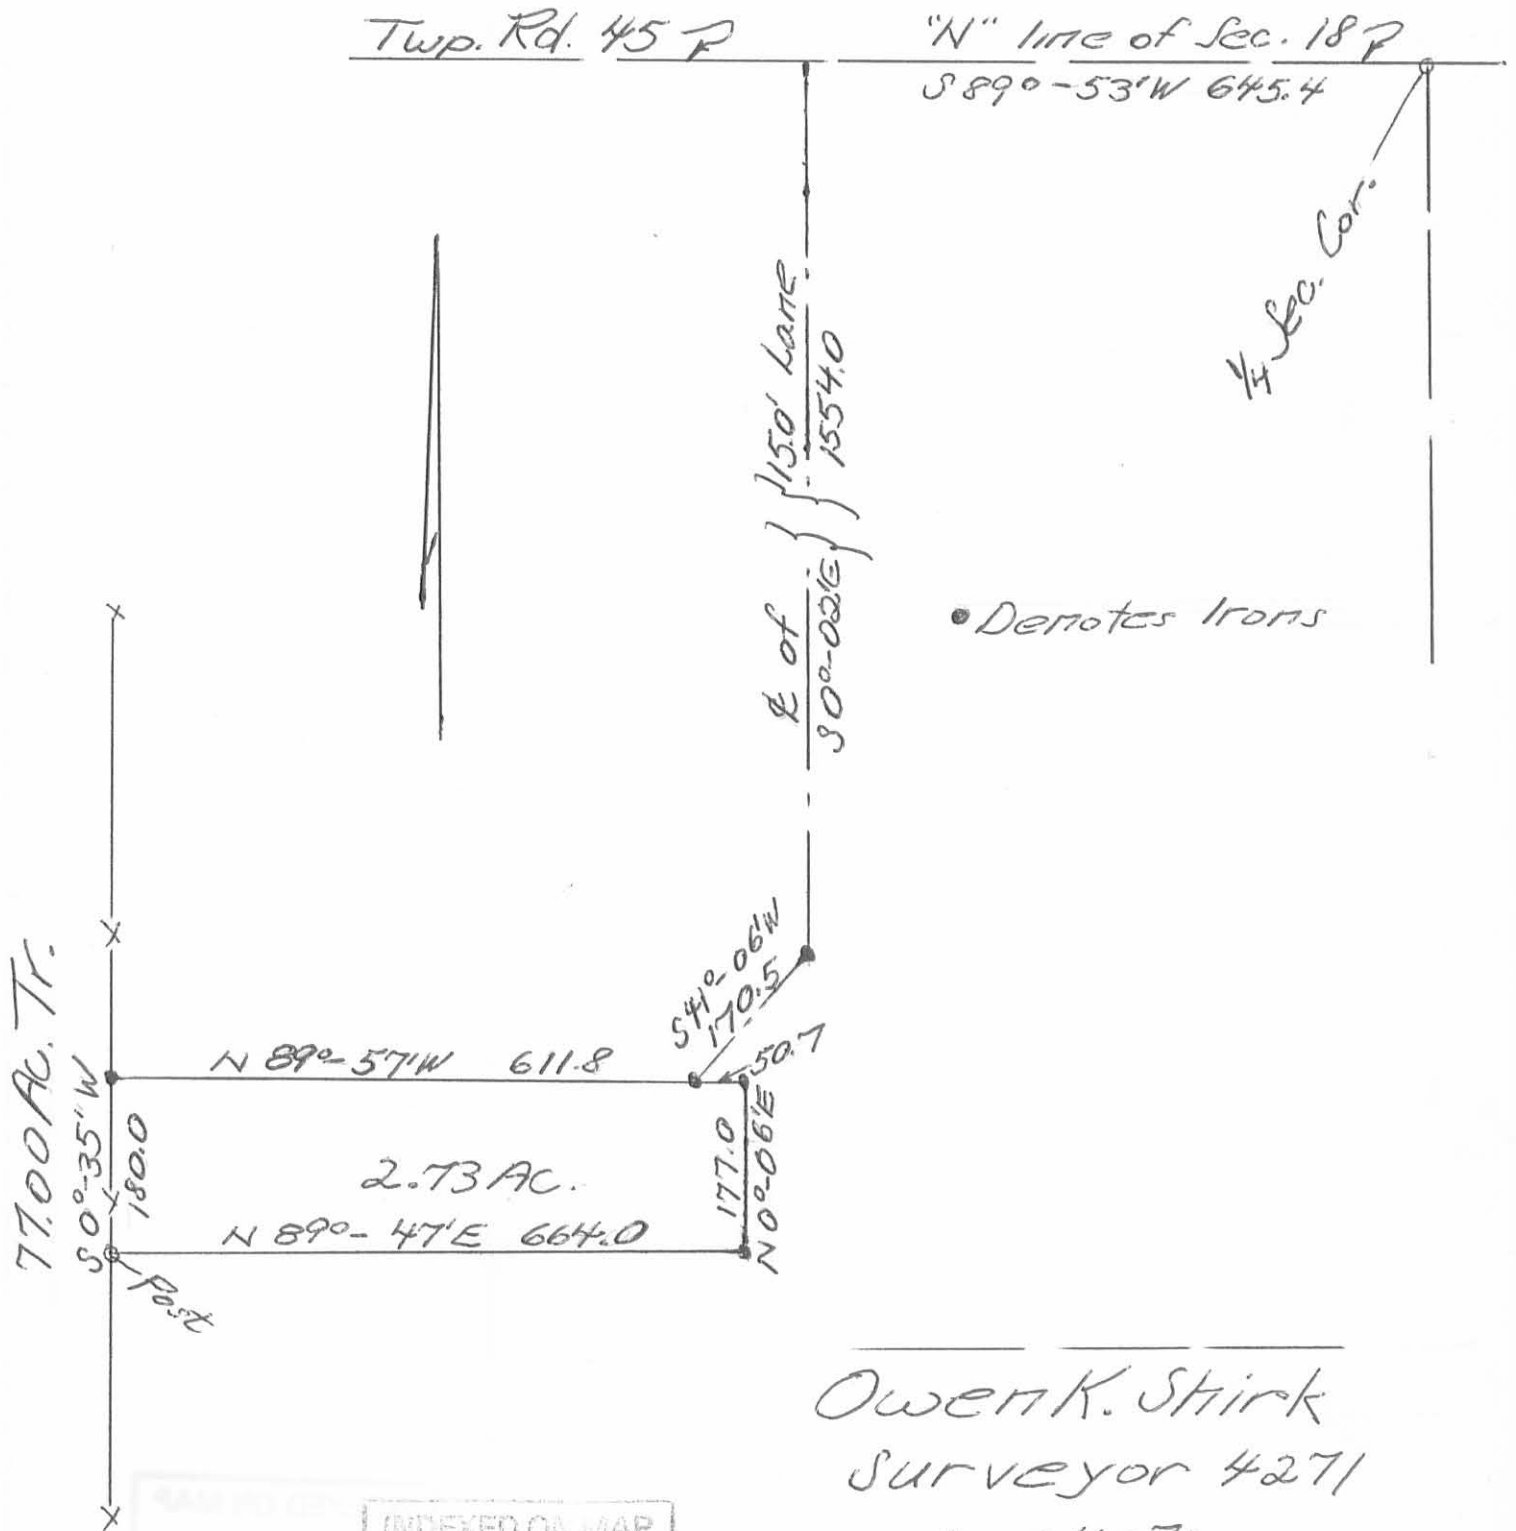 Twp. Rd. 45
"N" line of Sec. 18
S 89°-53'W 645.4
1/4 Sec. Cor.
℄ of 15.0' Lane
S 0°-02'E 1554.0
• Denotes Irons
S 41°-06'W
170.5
50.7
N 89°-57'W 611.8
77.00 Ac. Tr.
S 0°-35"W
180.0
2.73 Ac.
177.0
N 0°-06'E
N 89°-47'E 664.0
Post
Owen K. Shirk
Surveyor 4271
INDEXED ON MAP